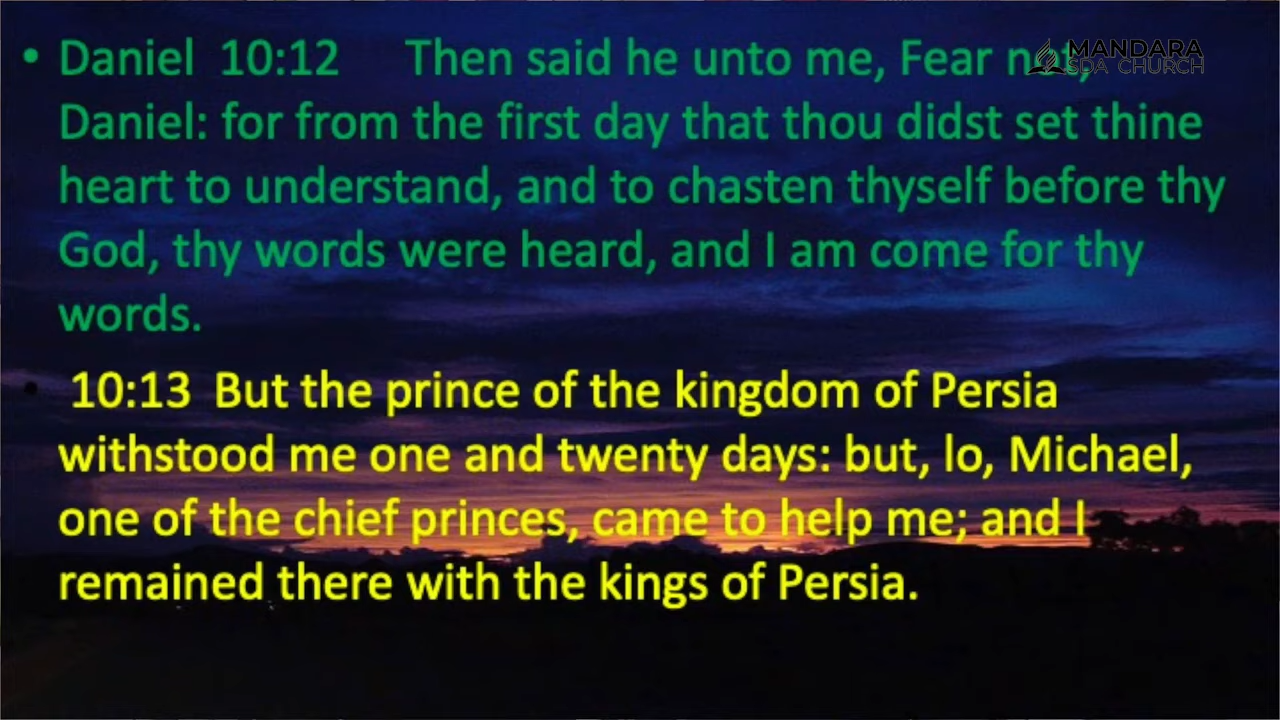 • Daniel 10:12 Then said he unto me, Fear not,
MANDARA
SDA CHURCH
Daniel: for from the first day that thou didst set thine
heart to understand, and to chasten thyself before thy
God, thy words were heard, and I am come for thy
words.
• 10:13 But the prince of the kingdom of Persia
withstood me one and twenty days: but, lo, Michael,
one of the chief princes, came to help me; and I
remained there with the kings of Persia.